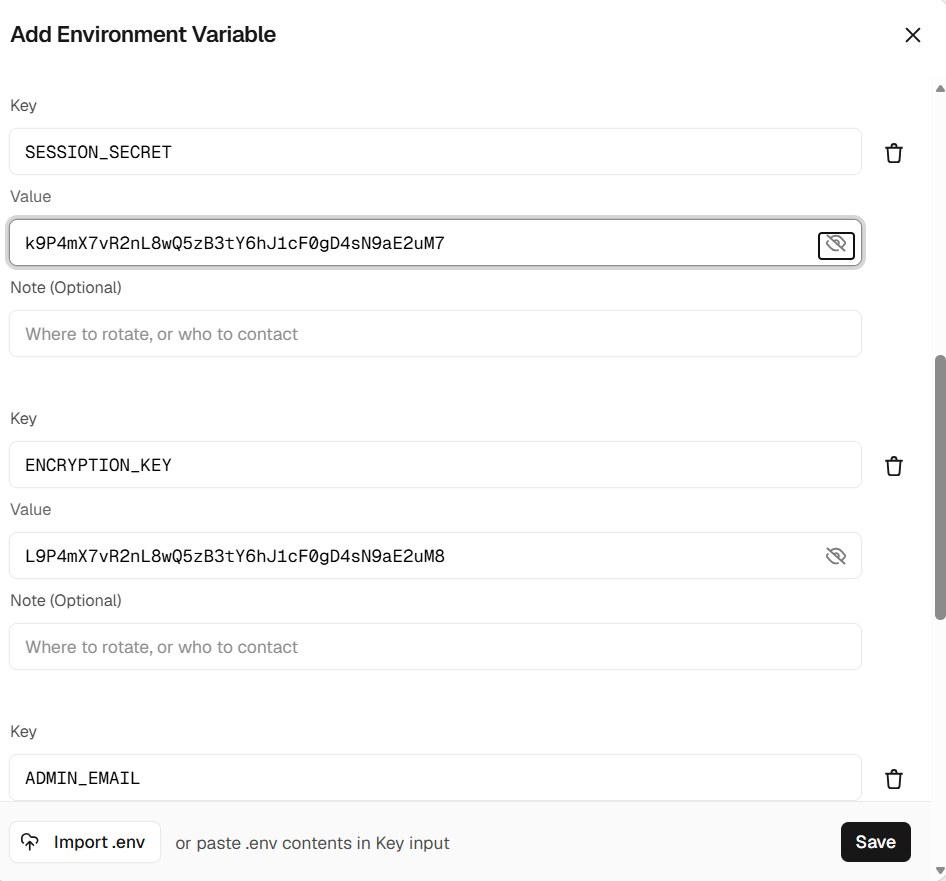 Add Environment Variable
Key
SESSION_SECRET
Value
k9P4mX7vR2nL8wQ5zB3tY6hJ1cF0gD4sN9aE2uM7
Note (Optional)
Where to rotate, or who to contact
Key
ENCRYPTION_KEY
Value
L9P4mX7vR2nL8wQ5zB3tY6hJ1cF0gD4sN9aE2uM8
Note (Optional)
Where to rotate, or who to contact
Key
ADMIN_EMAIL
Import .env or paste .env contents in Key input Save